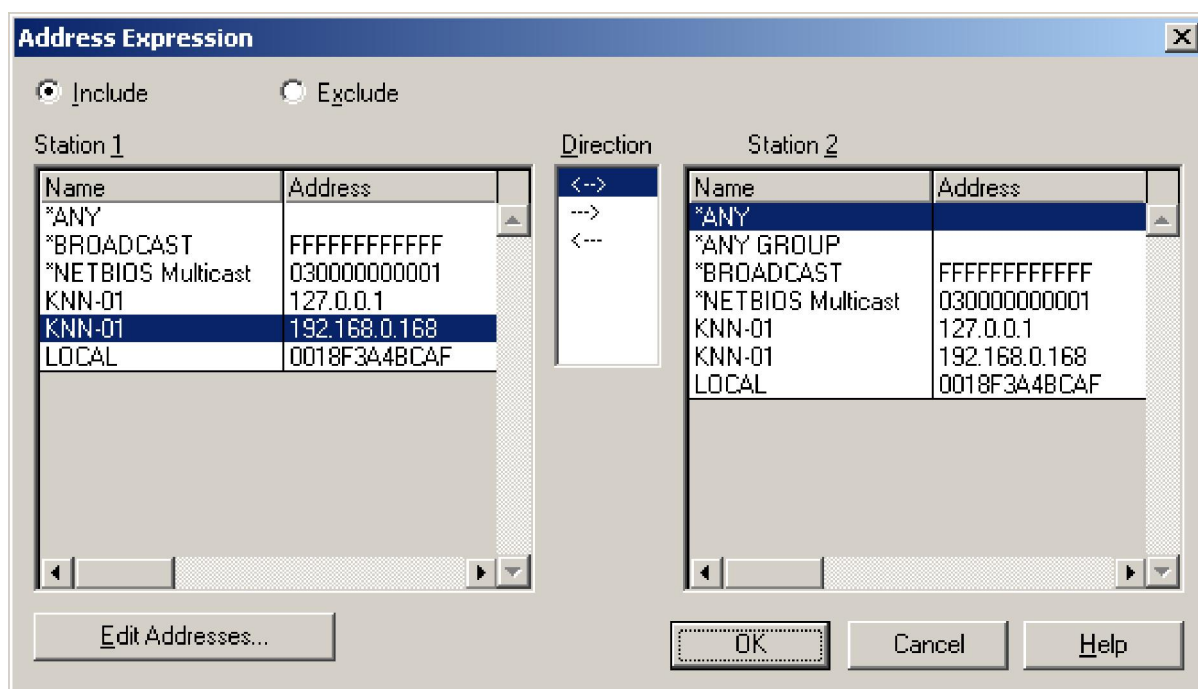 Address Expression
Include Exclude
Station 1 Direction Station 2
Name Address <--> Name Address
*ANY ---> *ANY
*BROADCAST FFFFFFFFFFFF <--- *ANY GROUP
*NETBIOS Multicast 030000000001 *BROADCAST FFFFFFFFFFFF
KNN-01 127.0.0.1 *NETBIOS Multicast 030000000001
KNN-01 192.168.0.168 KNN-01 127.0.0.1
LOCAL 0018F3A4BCAF KNN-01 192.168.0.168
LOCAL 0018F3A4BCAF
Edit Addresses... OK Cancel Help